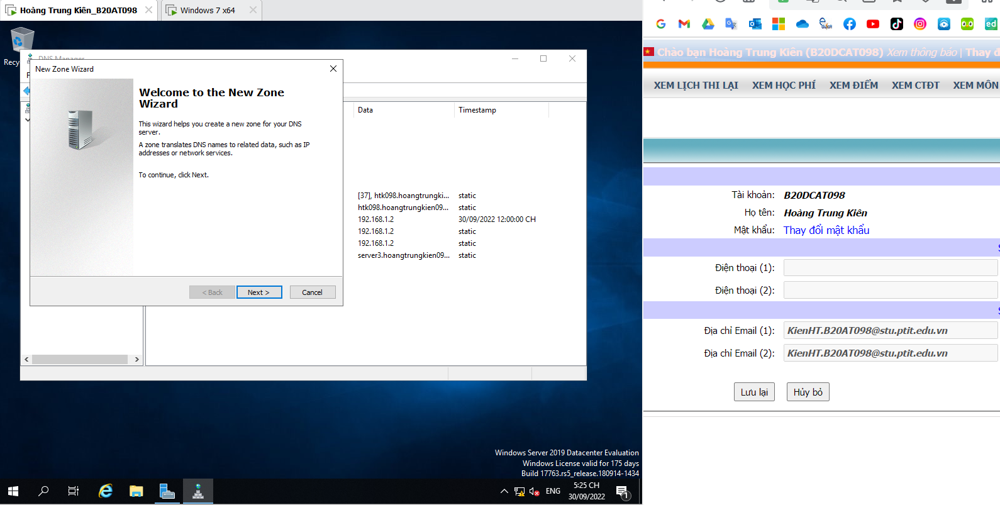 Hoàng Trung Kiên_B20AT098
Windows 7 x64
Recy
DNS Manager
New Zone Wizard
Welcome to the New Zone
Wizard
This wizard helps you create a new zone for your DNS
server.
A zone translates DNS names to related data, such as IP
addresses or network services.
To continue, click Next.
< Back
Next >
Cancel
Data
Timestamp
[37], htk098.hoangtrungki...
static
htk098.hoangtrungkien09...
static
192.168.1.2
30/09/2022 12:00:00 CH
192.168.1.2
static
192.168.1.2
static
server3.hoangtrungkien09...
static
Windows Server 2019 Datacenter Evaluation
Windows License valid for 175 days
Build 17763.rs5_release.180914-1434
ENG
5:25 CH
30/09/2022
1
Chào bạn Hoàng Trung Kiên (B20DCAT098) Xem thông báo | Thay đ
XEM LỊCH THI LẠI
XEM HỌC PHÍ
XEM ĐIỂM
XEM CTĐT
XEM MÔN
Tài khoản: B20DCAT098
Họ tên: Hoàng Trung Kiên
Mật khẩu: Thay đổi mật khẩu
Điện thoại (1):
Điện thoại (2):
Địa chỉ Email (1): KienHT.B20AT098@stu.ptit.edu.vn
Địa chỉ Email (2): KienHT.B20AT098@stu.ptit.edu.vn
Lưu lại
Hủy bỏ